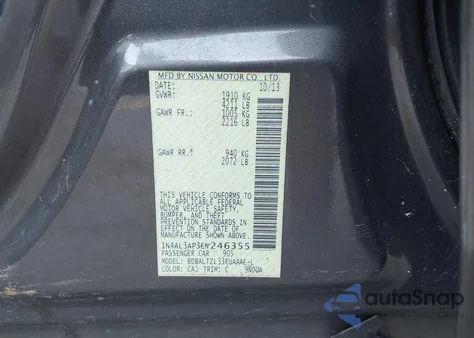 MFD BY NISSAN MOTOR CO., LTD.
DATE: 10/13
GVWR: 1910 KG
4211 LB
GAWR FR.: 1005 KG
2216 LB
GAWR RR.: 940 KG
2072 LB
THIS VEHICLE CONFORMS TO
ALL APPLICABLE FEDERAL
MOTOR VEHICLE SAFETY,
BUMPER, AND THEFT
PREVENTION STANDARDS
IN EFFECT ON THE DATE OF
MANUFACTURE SHOWN ABOVE.
1N4AL3AP3EN246355
PASSENGER CAR 905
MODEL: BDBALTZL33EUAAAE-L
COLOR: CAJ TRIM: C
autoSnap